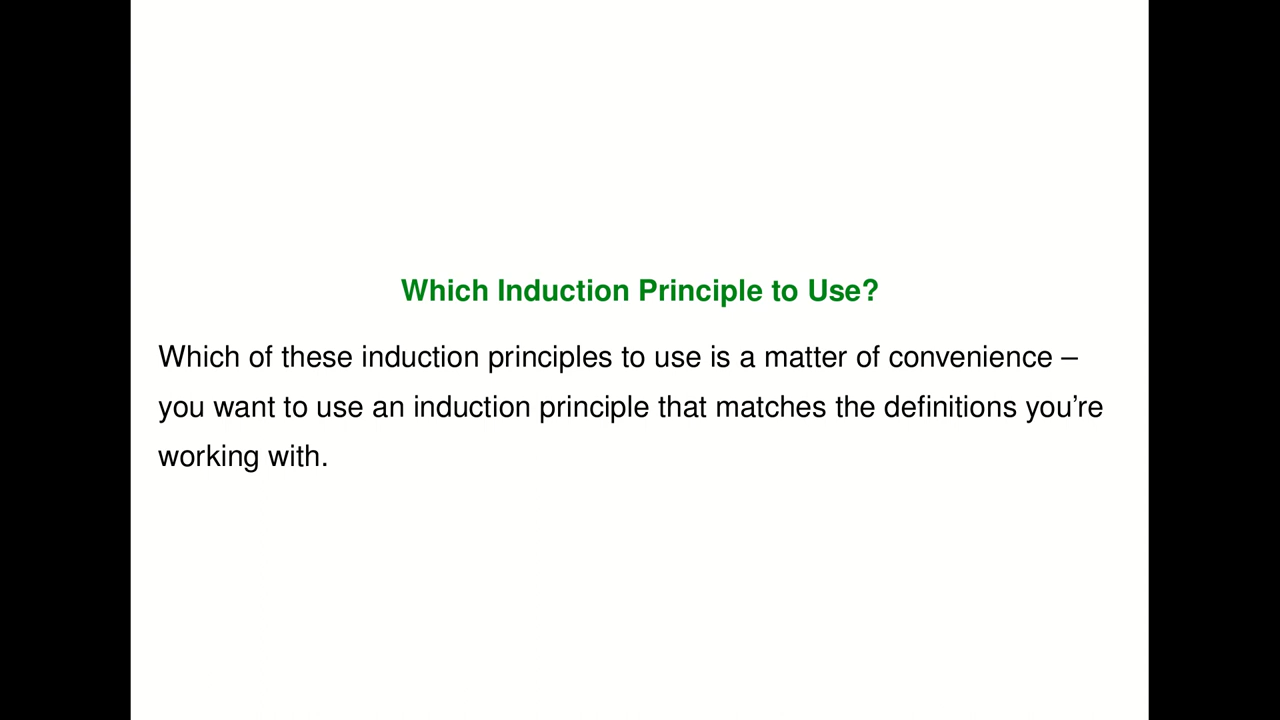 Which Induction Principle to Use?
Which of these induction principles to use is a matter of convenience –
you want to use an induction principle that matches the definitions you’re
working with.